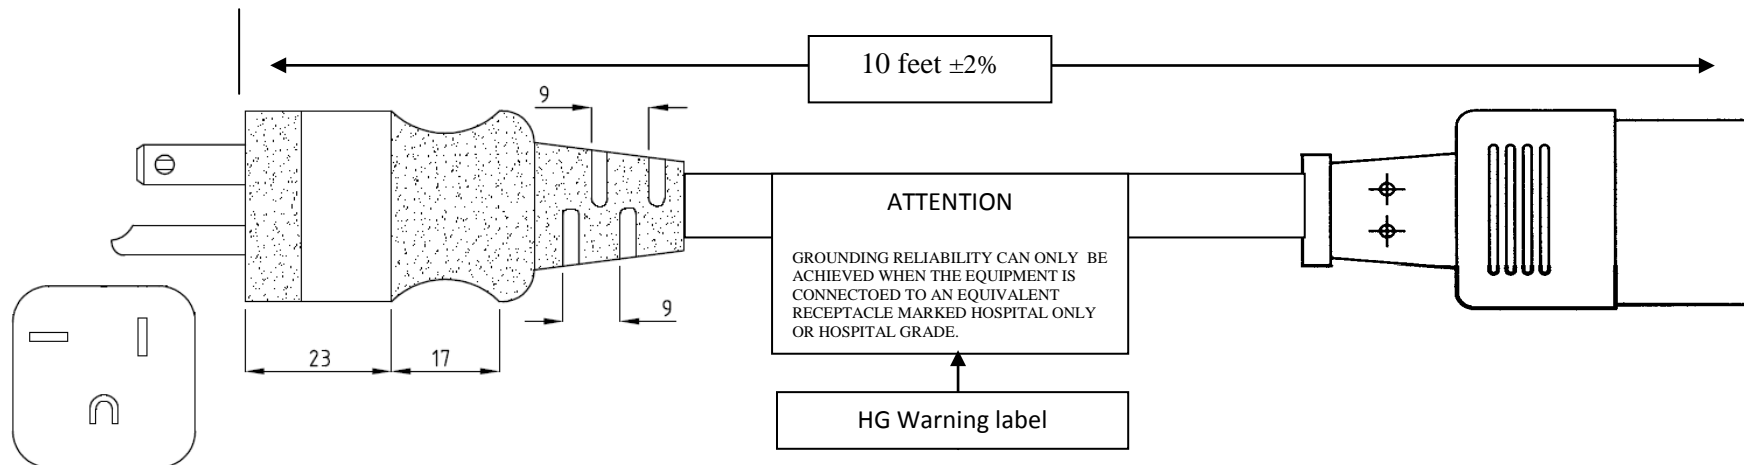 10 feet ±2%
9
ATTENTION
GROUNDING RELIABILITY CAN ONLY BE
ACHIEVED WHEN THE EQUIPMENT IS
CONNECTOED TO AN EQUIVALENT
RECEPTACLE MARKED HOSPITAL ONLY
OR HOSPITAL GRADE.
9
23
17
HG Warning label